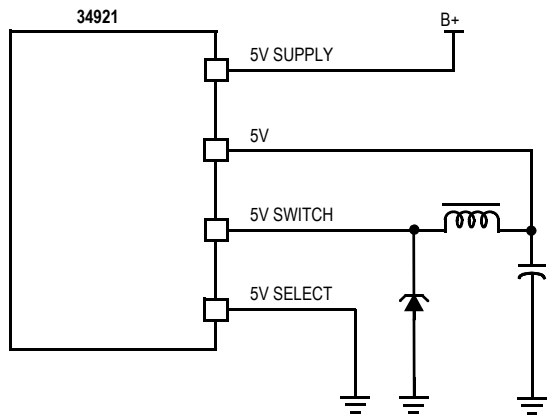 34921
B+
5V SUPPLY
5V
5V SWITCH
5V SELECT